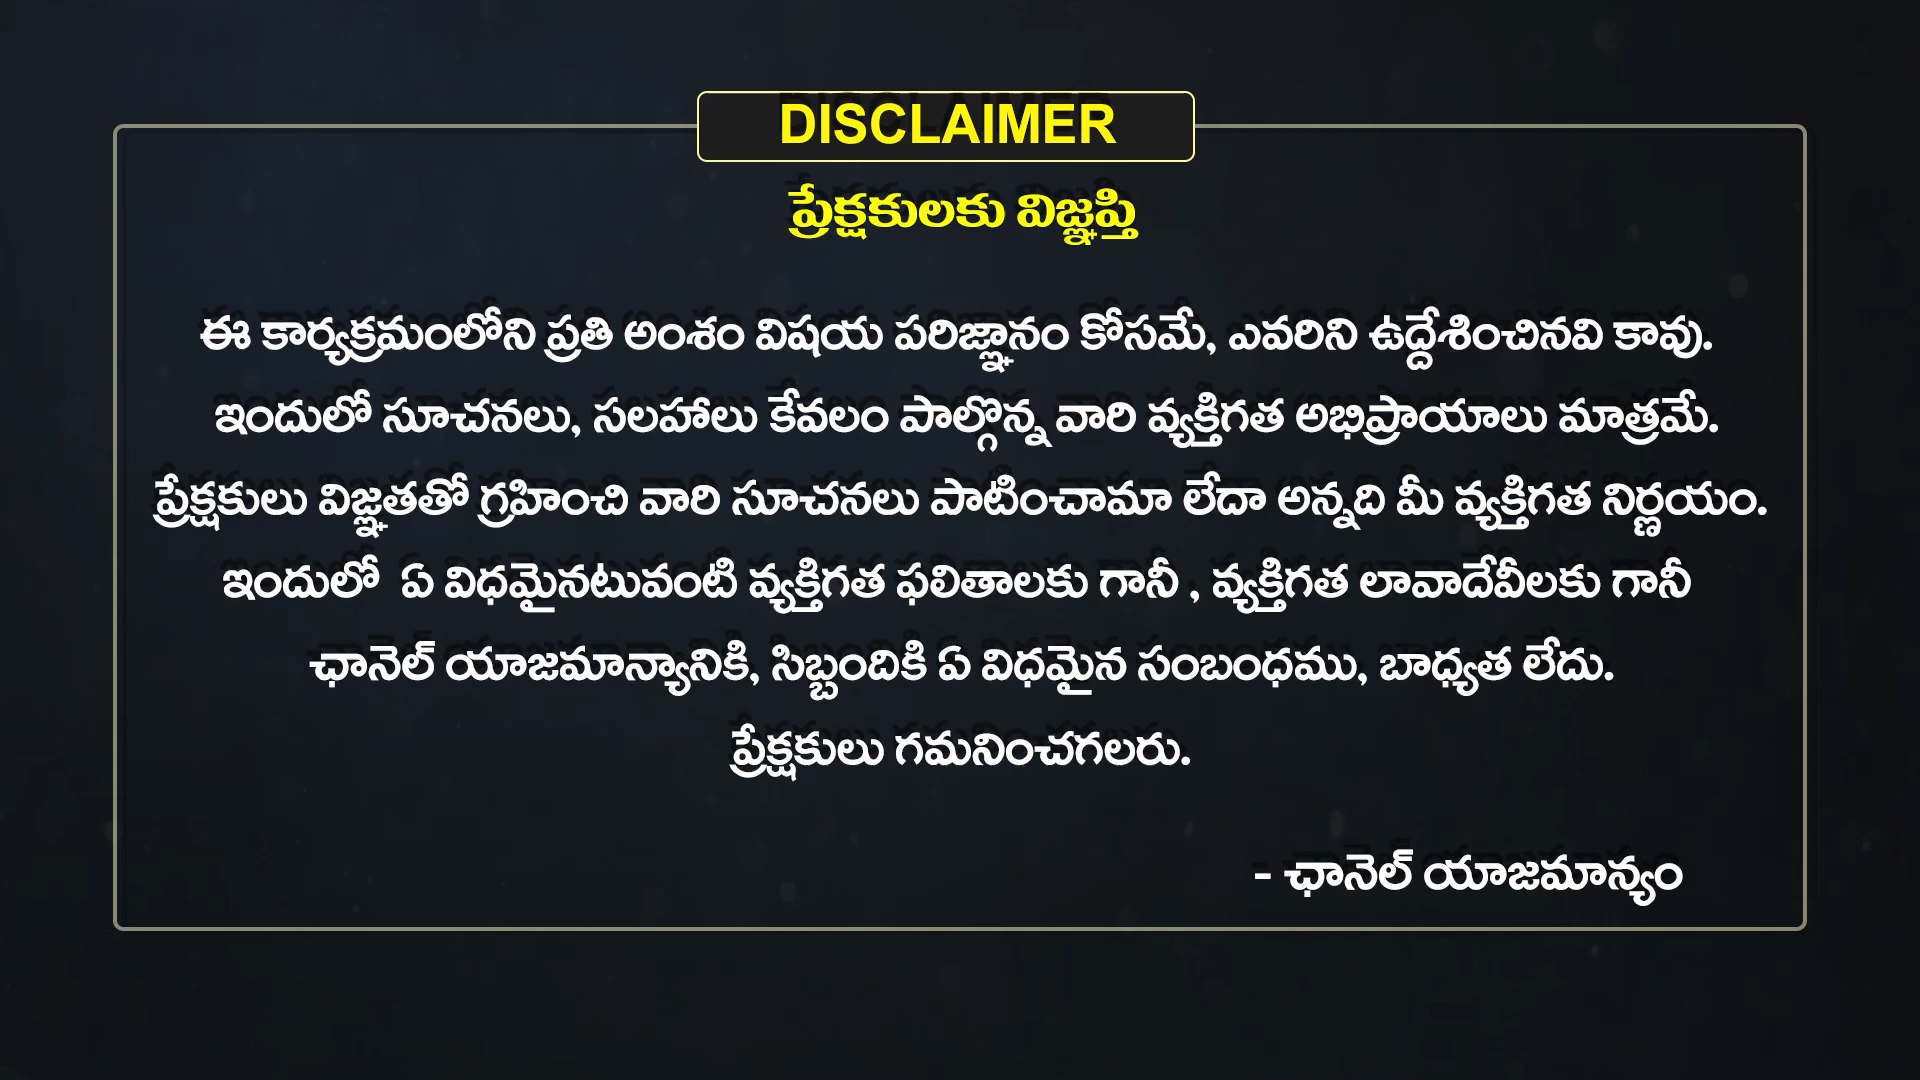 DISCLAIMER
ప్రేక్షకులకు విజ్ఞప్తి
ఈ కార్యక్రమంలోని ప్రతి అంశం విషయ పరిజ్ఞానం కోసమే, ఎవరిని ఉద్దేశించినవి కావు.
ఇందులో సూచనలు, సలహాలు కేవలం పాల్గొన్న వారి వ్యక్తిగత అభిప్రాయాలు మాత్రమే.
ప్రేక్షకులు విజ్ఞతతో గ్రహించి వారి సూచనలు పాటించామా లేదా అన్నది మీ వ్యక్తిగత నిర్ణయం.
ఇందులో ఏ విధమైనటువంటి వ్యక్తిగత ఫలితాలకు గానీ , వ్యక్తిగత లావాదేవీలకు గానీ
ఛానెల్ యాజమాన్యానికి, సిబ్బందికి ఏ విధమైన సంబంధము, బాధ్యత లేదు.
ప్రేక్షకులు గమనించగలరు.
- ఛానెల్ యాజమాన్యం